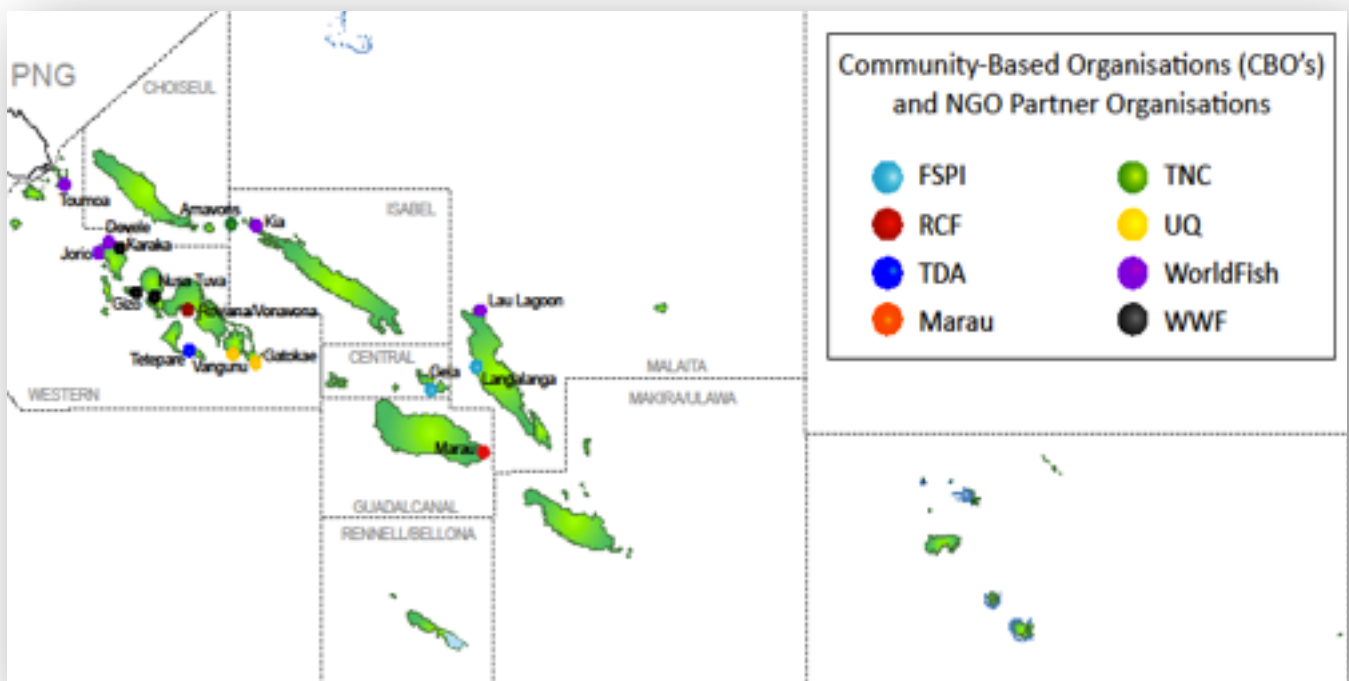 PNG
CHOISEUL
Toumoa
Arnavons
ISABEL
Kia
Devele
Karaka
Jorio
Nusa Tuva
Gizo
Roviana/Vonavona
Lau Lagoon
Tetepare
Vangunu
Gatokae
CENTRAL
Gela
Langalanga
MALAITA
WESTERN
MAKIRA/ULAWA
Marau
GUADALCANAL
RENNELL/BELLONA
Community-Based Organisations (CBO's)
and NGO Partner Organisations
FSPI
TNC
RCF
UQ
TDA
WorldFish
Marau
WWF